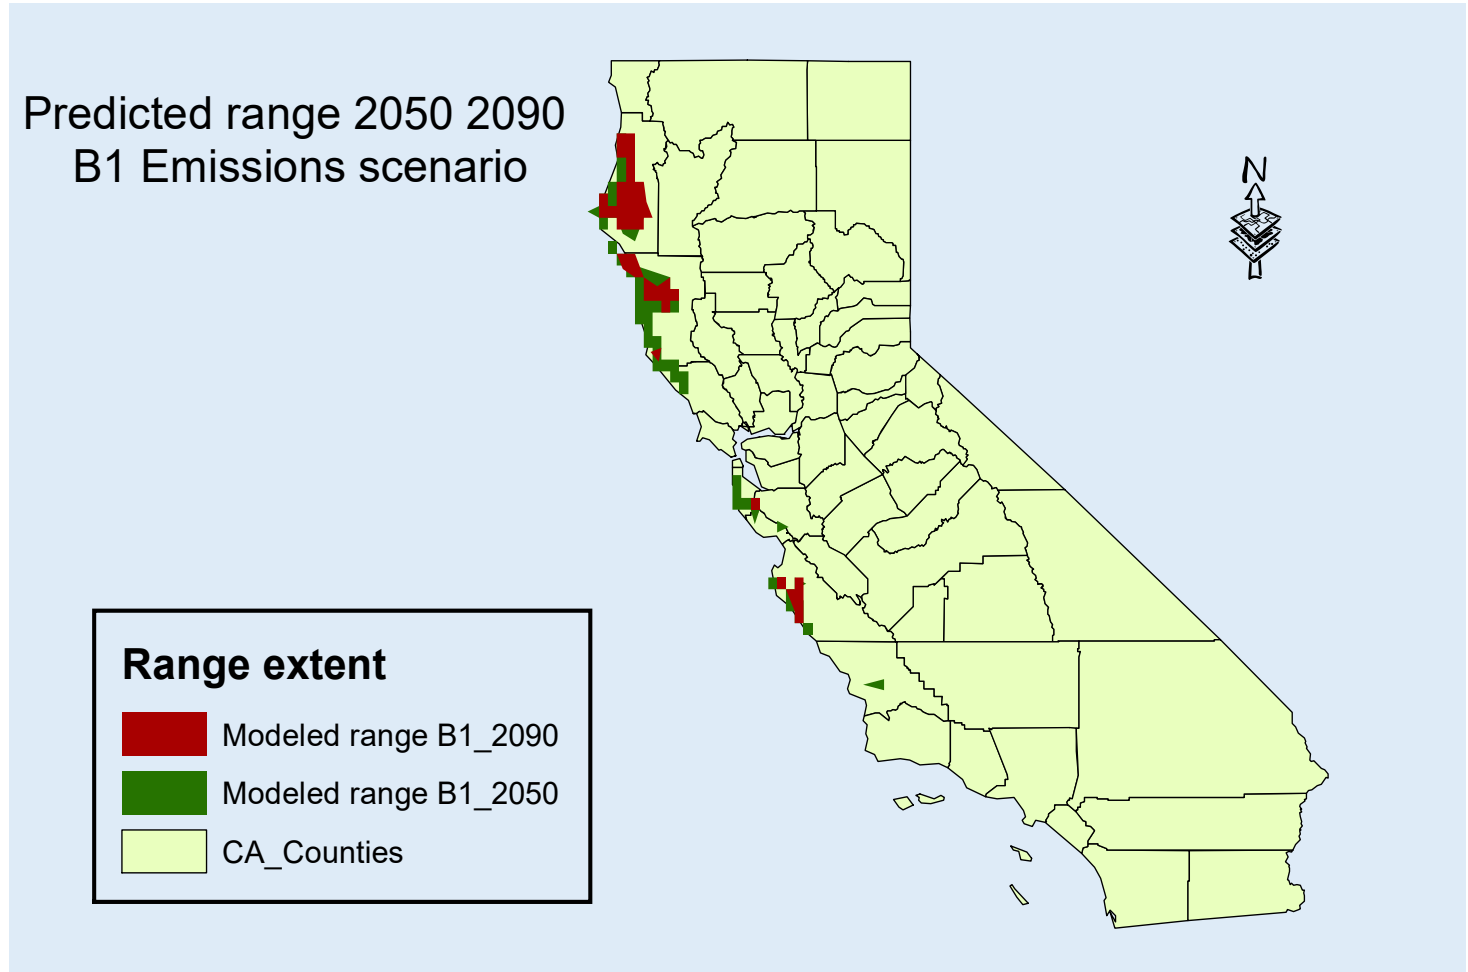 Predicted range 2050 2090
B1 Emissions scenario
N
Range extent
Modeled range B1_2090
Modeled range B1_2050
CA_Counties